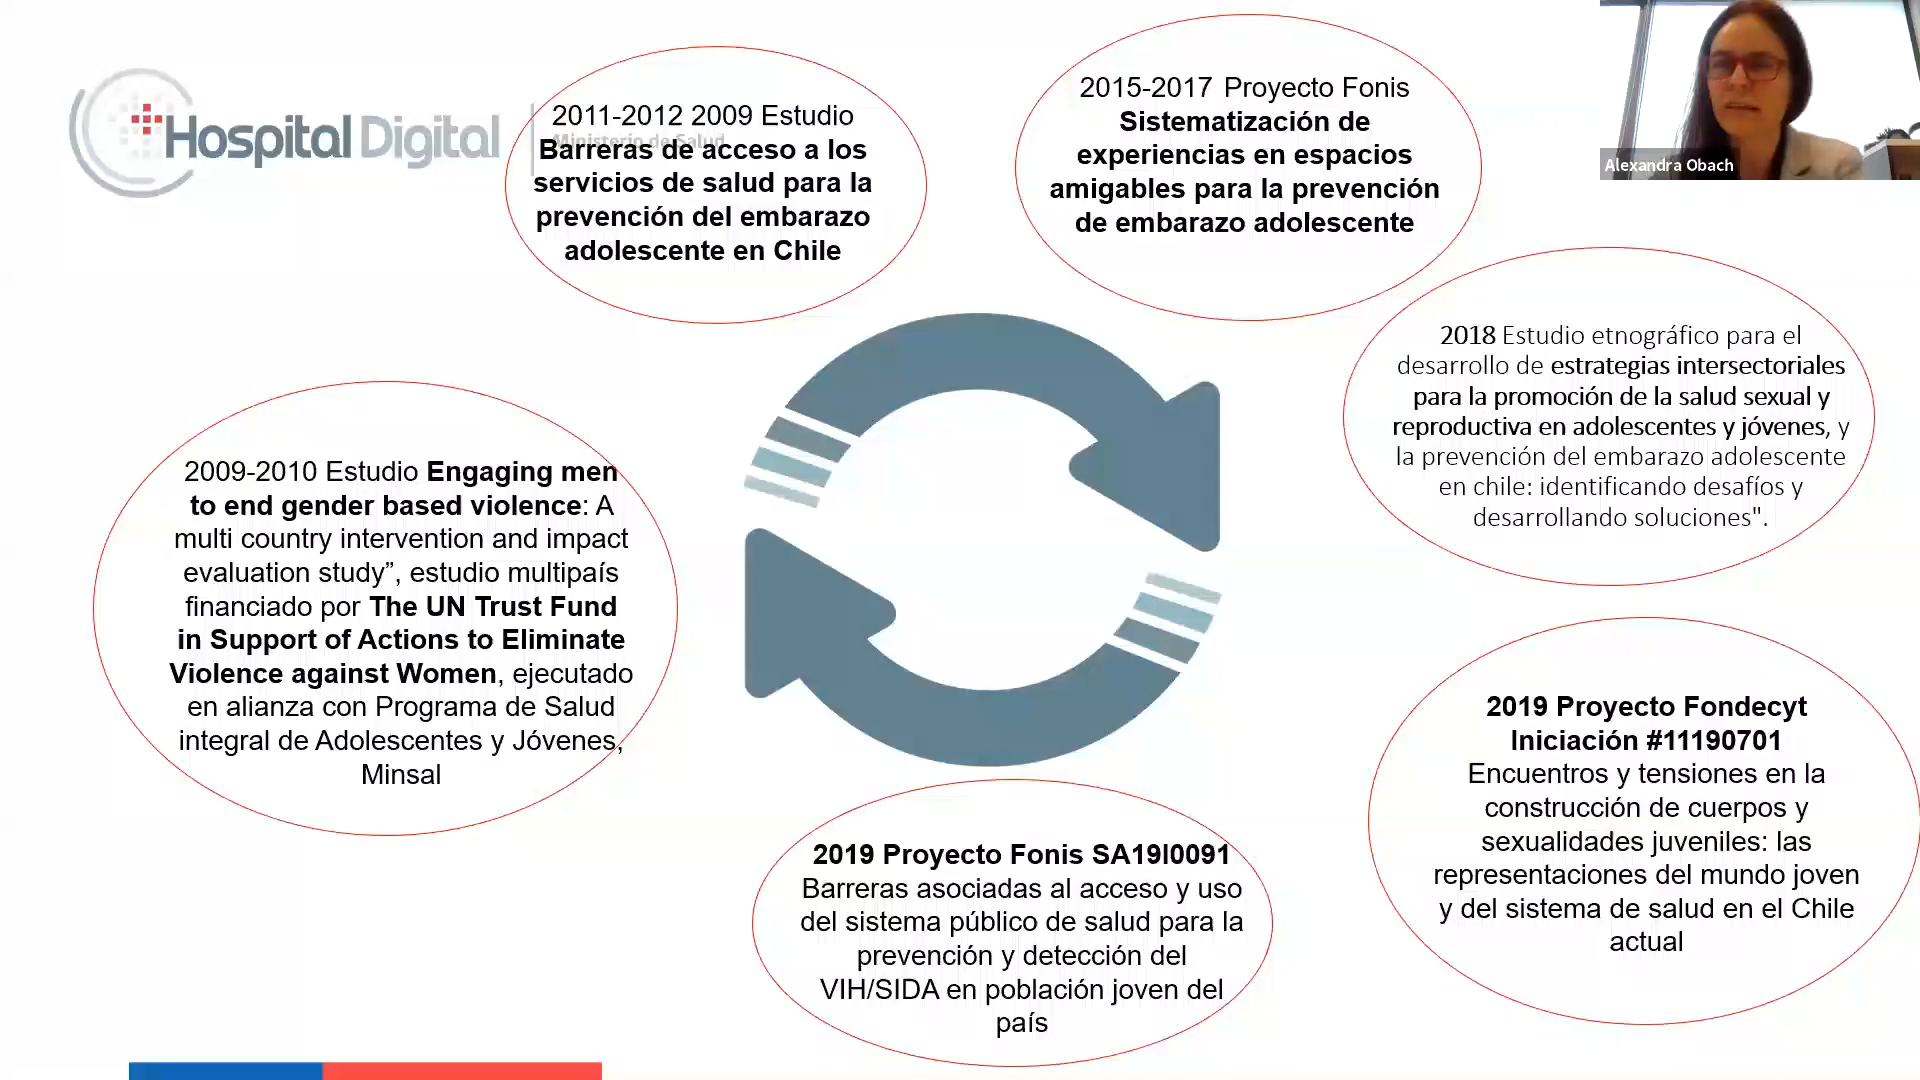 Hospital Digital
Ministerio de Salud
2011-2012 2009 Estudio
Barreras de acceso a los
servicios de salud para la
prevención del embarazo
adolescente en Chile
2015-2017 Proyecto Fonis
Sistematización de
experiencias en espacios
amigables para la prevención
de embarazo adolescente
Alexandra Obach
2018 Estudio etnográfico para el
desarrollo de estrategias intersectoriales
para la promoción de la salud sexual y
reproductiva en adolescentes y jóvenes, y
la prevención del embarazo adolescente
en chile: identificando desafíos y
desarrollando soluciones".
2009-2010 Estudio Engaging men
to end gender based violence: A
multi country intervention and impact
evaluation study”, estudio multipaís
financiado por The UN Trust Fund
in Support of Actions to Eliminate
Violence against Women, ejecutado
en alianza con Programa de Salud
integral de Adolescentes y Jóvenes,
Minsal
2019 Proyecto Fondecyt
Iniciación #11190701
Encuentros y tensiones en la
construcción de cuerpos y
sexualidades juveniles: las
representaciones del mundo joven
y del sistema de salud en el Chile
actual
2019 Proyecto Fonis SA19I0091
Barreras asociadas al acceso y uso
del sistema público de salud para la
prevención y detección del
VIH/SIDA en población joven del
país